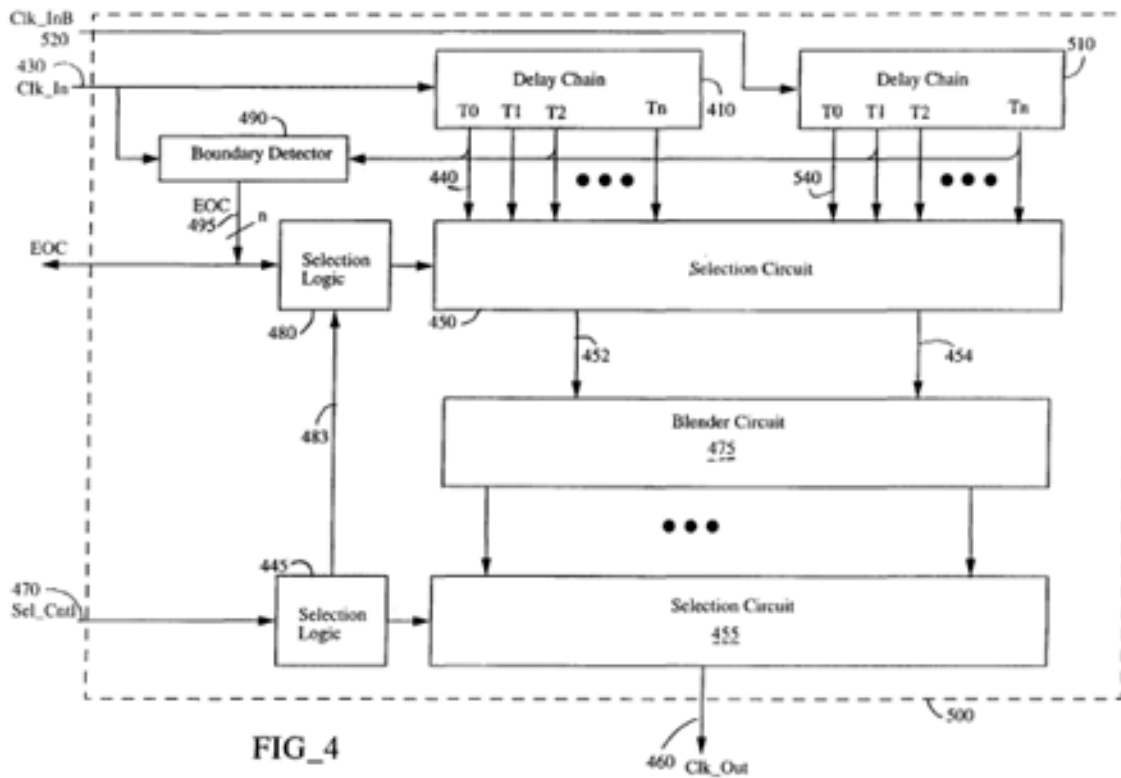 Clk_InB
520
430
Clk_In
Delay Chain
T0 T1 T2 Tn
410
Delay Chain
T0 T1 T2 Tn
510
490
Boundary Detector
440
540
EOC
495
n
EOC
Selection
Logic
480
Selection Circuit
450
452
454
483
Blender Circuit
475
445
470
Sel_Cntl
Selection
Logic
Selection Circuit
455
500
460
Clk_Out
FIG_4